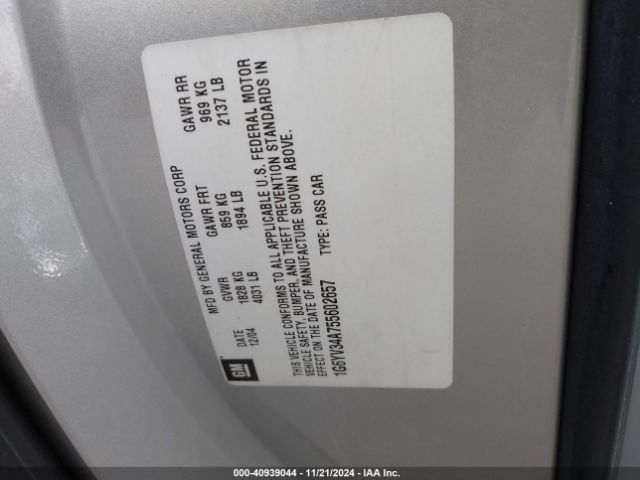 GM
MFD BY GENERAL MOTORS CORP
DATE GVWR GAWR FRT GAWR RR
12/04 1828 KG 859 KG 969 KG
4031 LB 1894 LB 2137 LB
THIS VEHICLE CONFORMS TO ALL APPLICABLE U.S. FEDERAL MOTOR
VEHICLE SAFETY, BUMPER, AND THEFT PREVENTION STANDARDS IN
EFFECT ON THE DATE OF MANUFACTURE SHOWN ABOVE.
1G6YV34A755602657 TYPE: PASS CAR
000-40939044 - 11/21/2024 - IAA Inc.